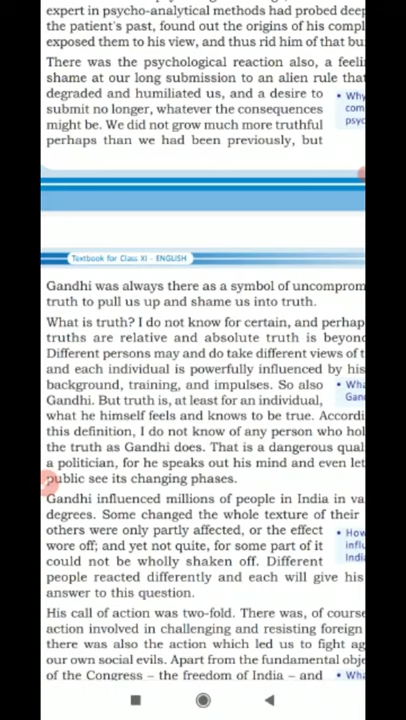 expert in psycho-analytical methods had probed deep
the patient's past, found out the origins of his compl
exposed them to his view, and thus rid him of that bu
There was the psychological reaction also, a feeli
shame at our long submission to an alien rule that
degraded and humiliated us, and a desire to
submit no longer, whatever the consequences
might be. We did not grow much more truthful
perhaps than we had been previously, but
• Why
com
psyc
Textbook for Class XI - ENGLISH
Gandhi was always there as a symbol of uncomprom
truth to pull us up and shame us into truth.
What is truth? I do not know for certain, and perhap
truths are relative and absolute truth is beyon
Different persons may and do take different views of t
and each individual is powerfully influenced by his
background, training, and impulses. So also
Gandhi. But truth is, at least for an individual,
what he himself feels and knows to be true. Accordi
this definition, I do not know of any person who hol
the truth as Gandhi does. That is a dangerous qual
a politician, for he speaks out his mind and even let
public see its changing phases.
• Wha
Gan
Gandhi influenced millions of people in India in va
degrees. Some changed the whole texture of their
others were only partly affected, or the effect
wore off; and yet not quite, for some part of it
could not be wholly shaken off. Different
people reacted differently and each will give his
answer to this question.
• How
influ
India
His call of action was two-fold. There was, of course
action involved in challenging and resisting foreign
there was also the action which led us to fight ag
our own social evils. Apart from the fundamental obje
of the Congress – the freedom of India – and
• Wha